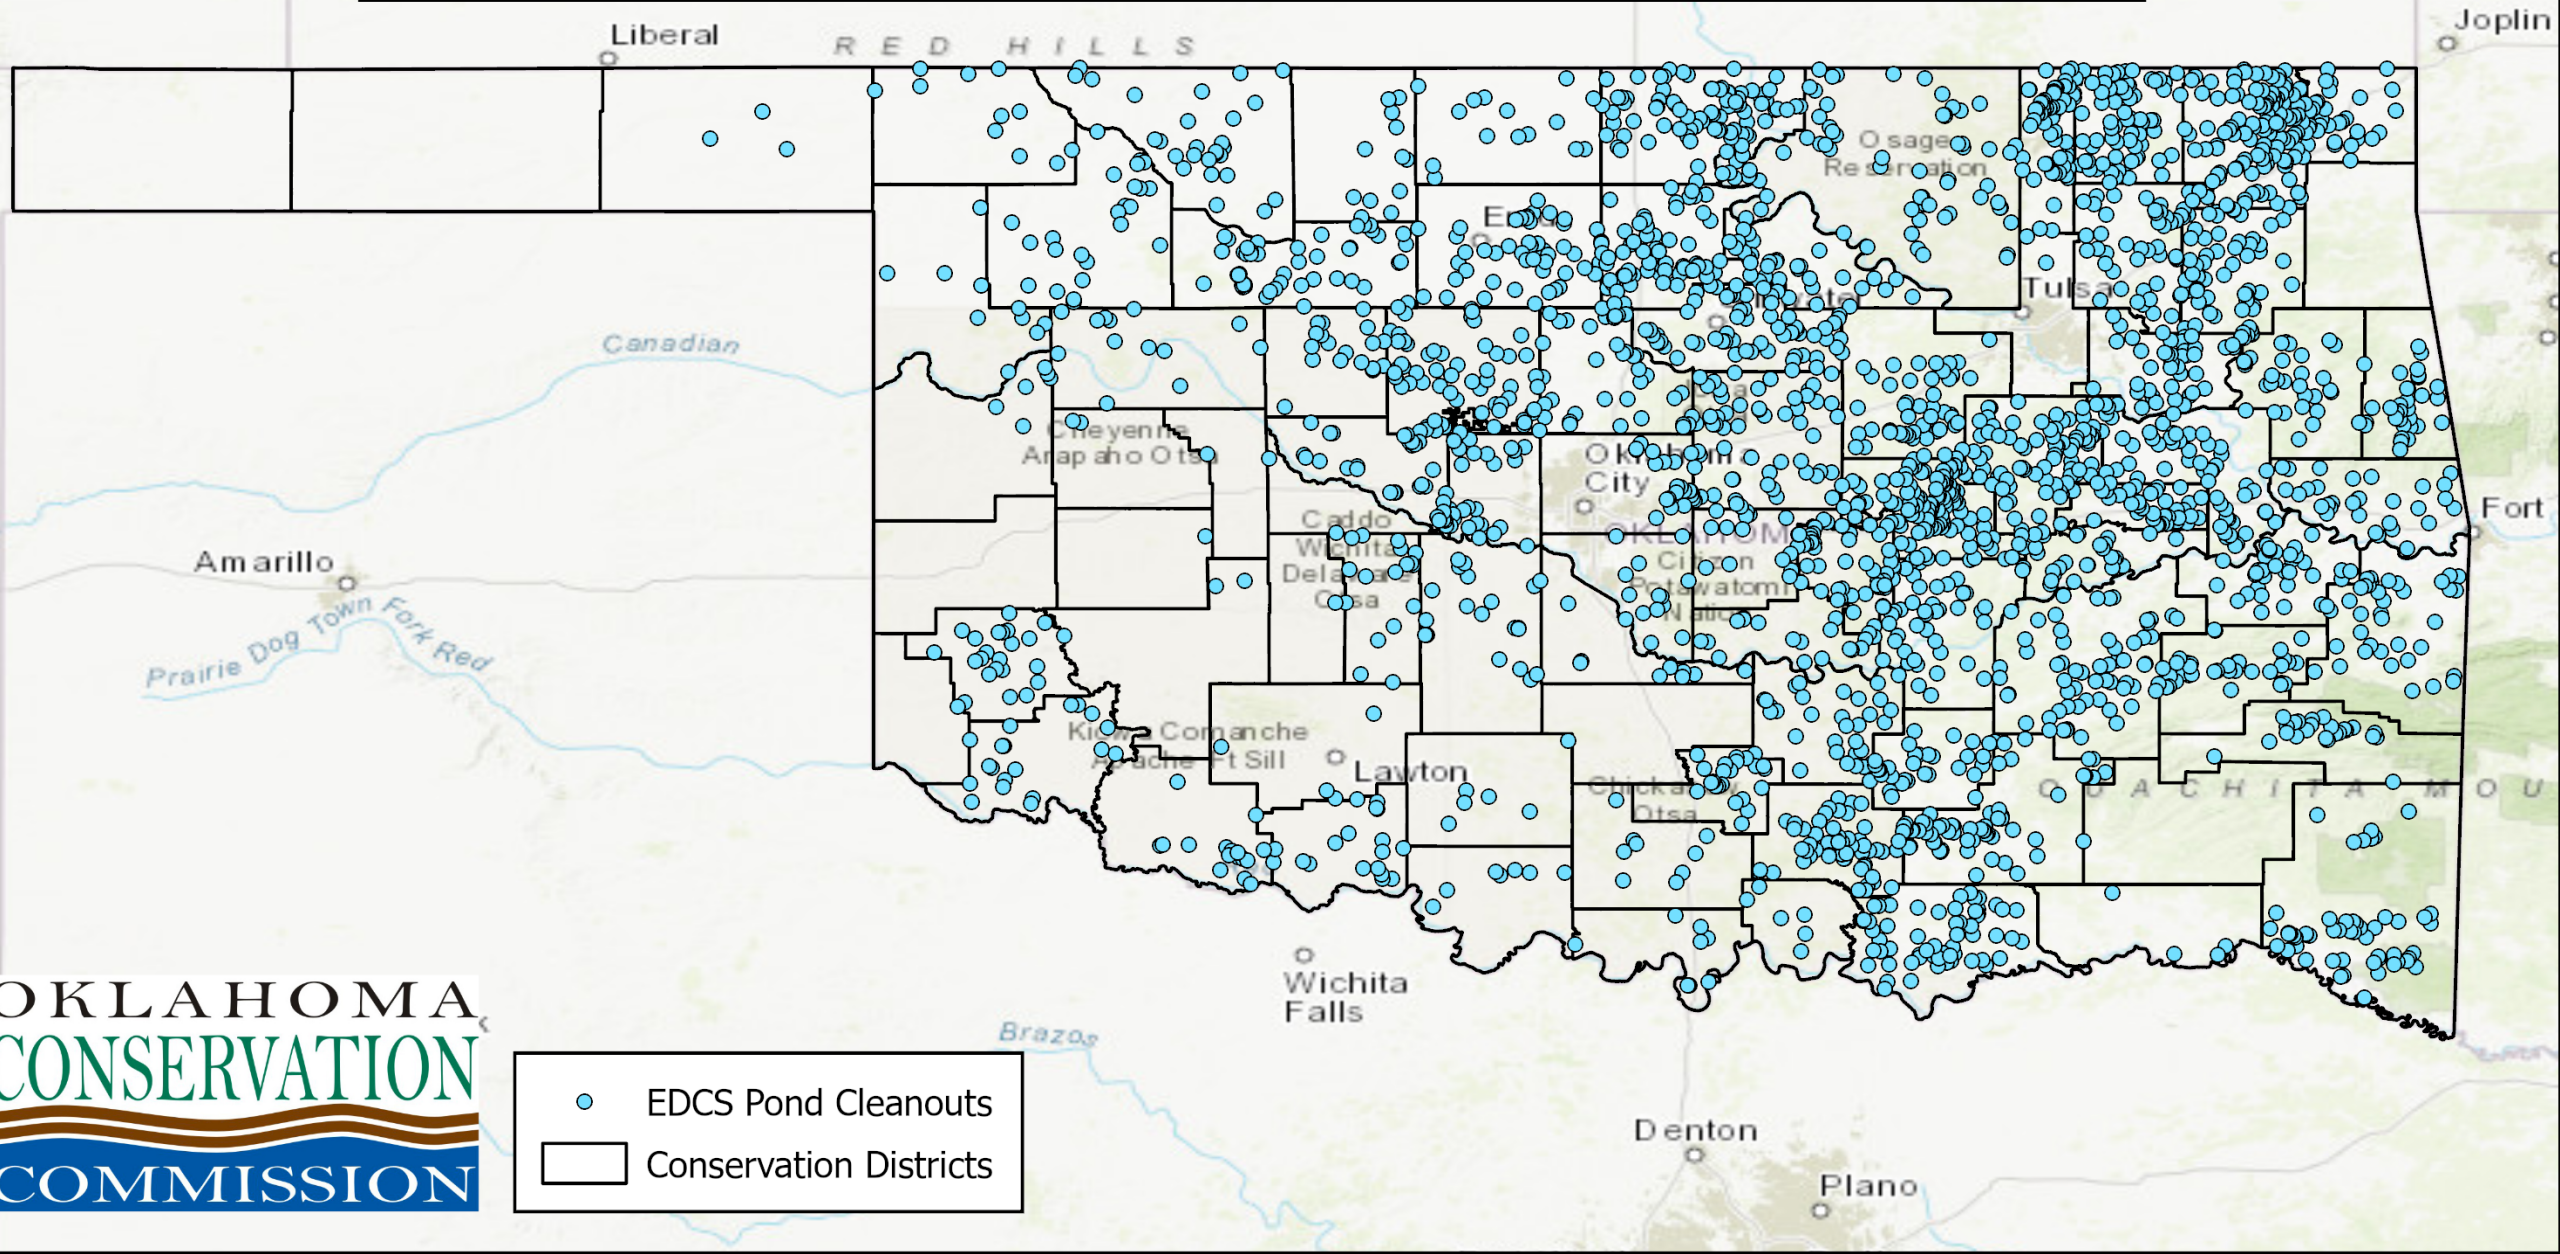 Joplin
Liberal
RED HILLS
Osage
Reservation
Enid
Tulsa
Canadian
Cheyenne
Arapaho Otsa
Oklahoma
City
Fort
Caddo
Wichita
Delaware
Otsa
OKLAHOMA
Citizen
Potawatomi
Nation
Amarillo
Prairie Dog Town Fork Red
Kiowa Comanche
Apache Ft Sill
Lawton
Chickasaw
Otsa
OUACHITA MOU
Wichita
Falls
OKLAHOMA
CONSERVATION
COMMISSION
Brazos
EDCS Pond Cleanouts
Conservation Districts
Denton
Plano